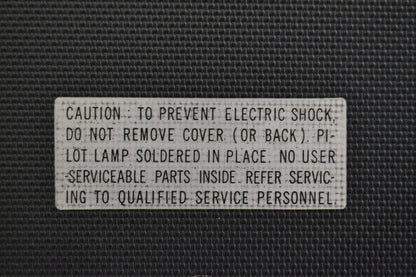 CAUTION : TO PREVENT ELECTRIC SHOCK,
DO NOT REMOVE COVER (OR BACK). PI-
LOT LAMP SOLDERED IN PLACE. NO USER
-SERVICEABLE PARTS INSIDE. REFER SERVIC-
ING TO QUALIFIED SERVICE PERSONNEL.